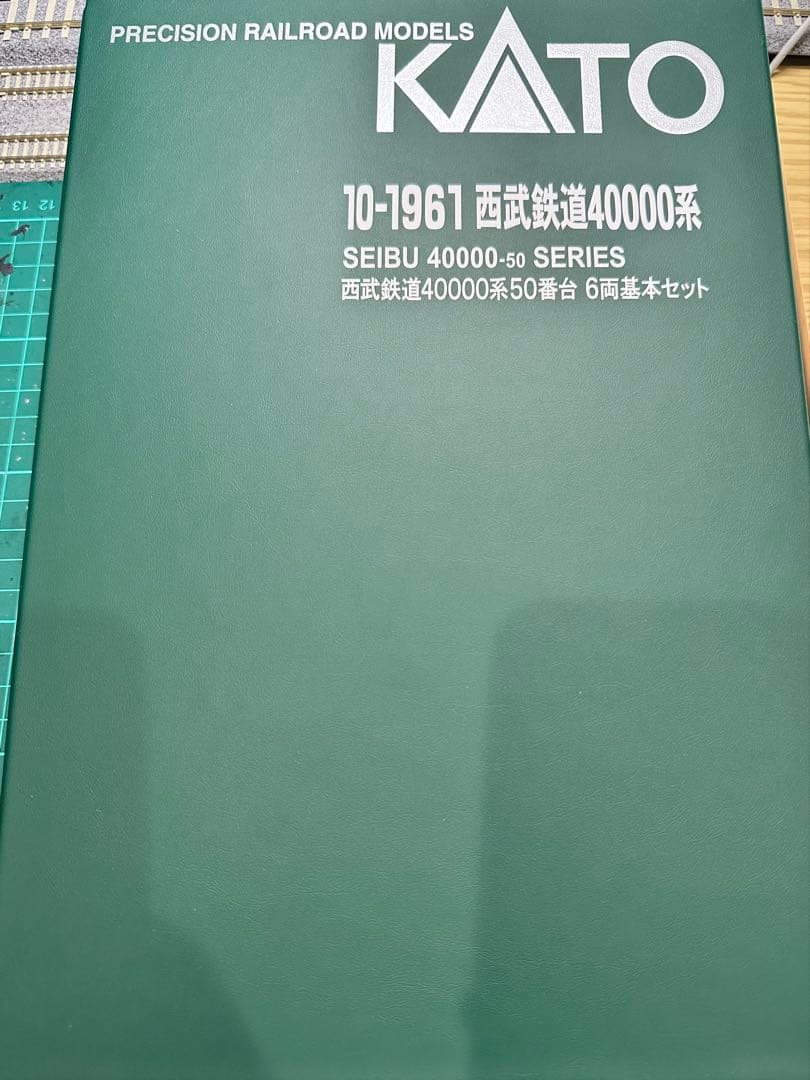 PRECISION RAILROAD MODELS
KATO
10-1961 西武鉄道40000系
SEIBU 40000-50 SERIES
西武鉄道40000系50番台 6両基本セット
12 13